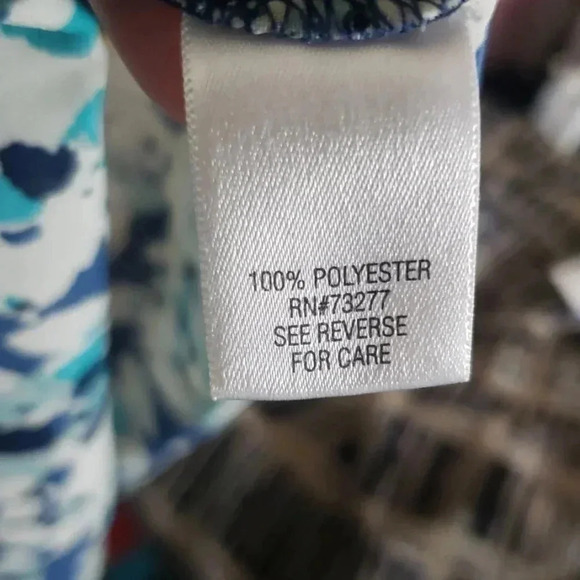 100% POLYESTER
RN#73277
SEE REVERSE
FOR CARE